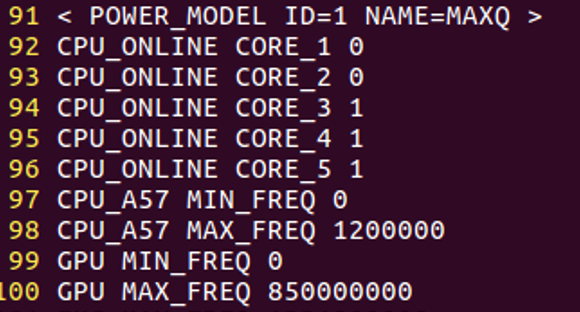 91 < POWER_MODEL ID=1 NAME=MAXQ >
92 CPU_ONLINE CORE_1 0
93 CPU_ONLINE CORE_2 0
94 CPU_ONLINE CORE_3 1
95 CPU_ONLINE CORE_4 1
96 CPU_ONLINE CORE_5 1
97 CPU_A57 MIN_FREQ 0
98 CPU_A57 MAX_FREQ 1200000
99 GPU MIN_FREQ 0
100 GPU MAX_FREQ 850000000